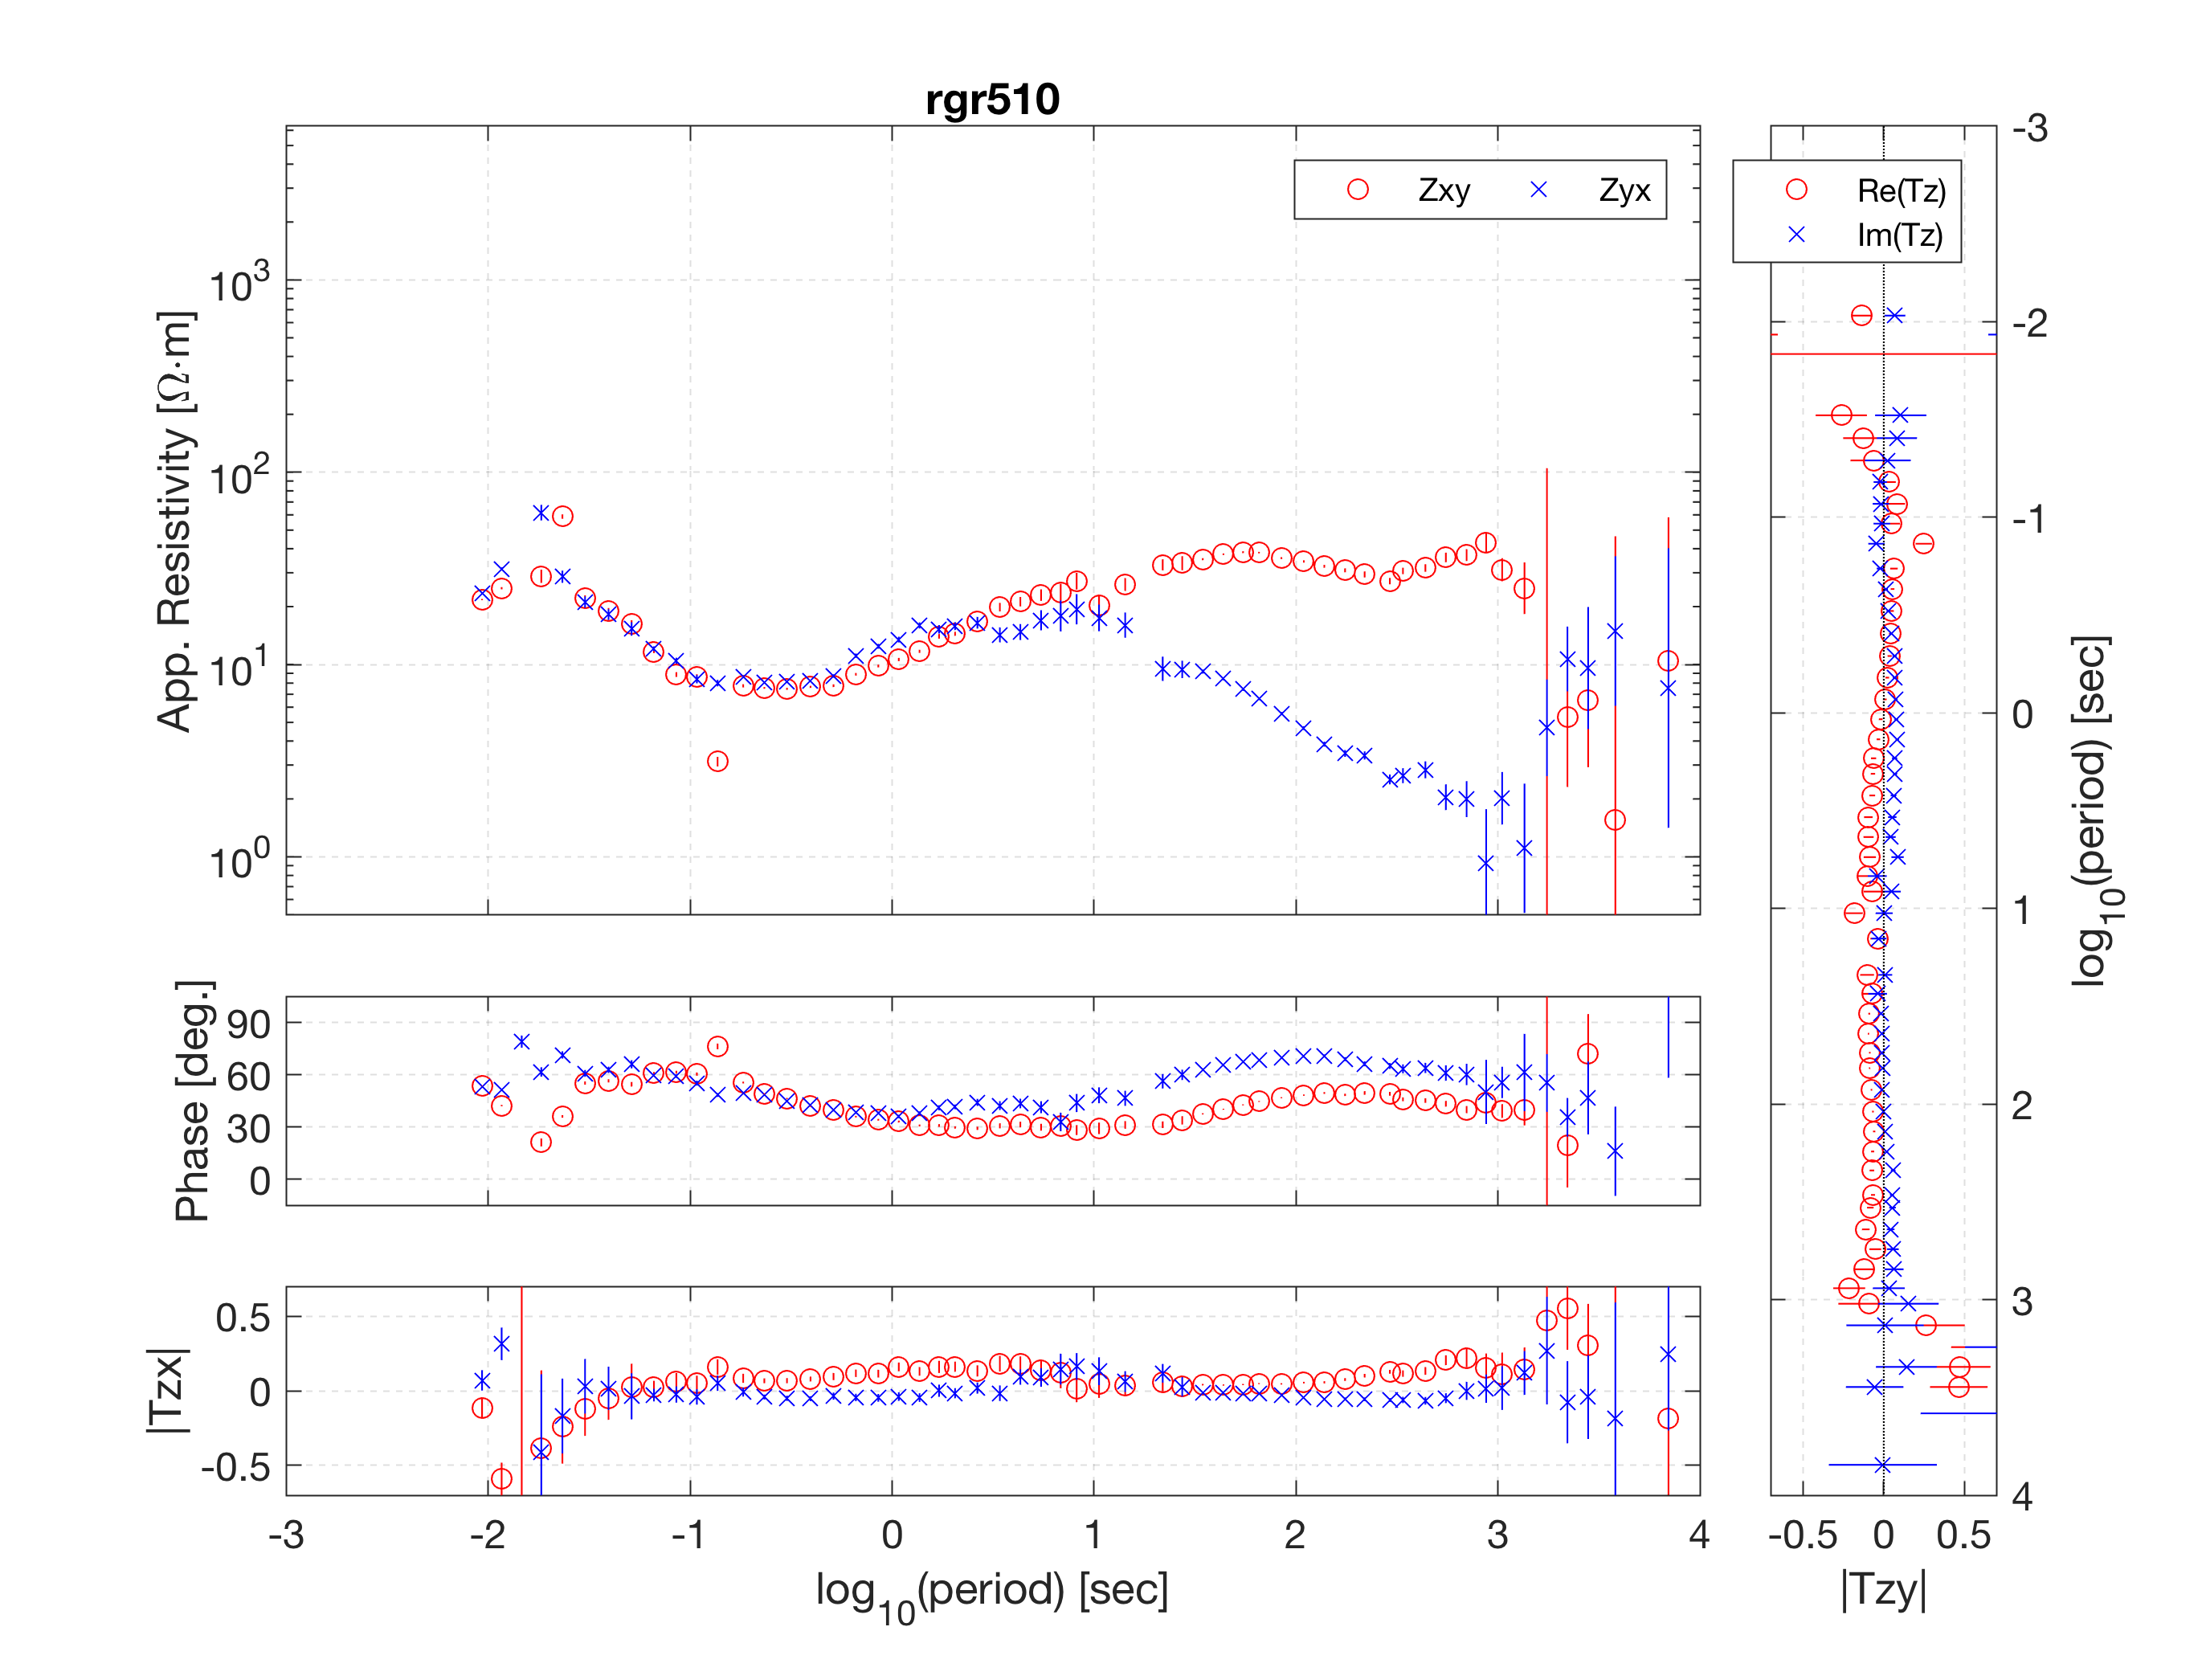 rgr510
Zxy
Zyx
Re(Tz)
Im(Tz)
App. Resistivity [Ω·m]
10^3
10^2
10^1
10^0
Phase [deg.]
90
60
30
0
|Tzx|
0.5
0
-0.5
-3 -2 -1 0 1 2 3 4
log10(period) [sec]
-3
-2
-1
0
1
2
3
4
log10(period) [sec]
-0.5 0 0.5
|Tzy|